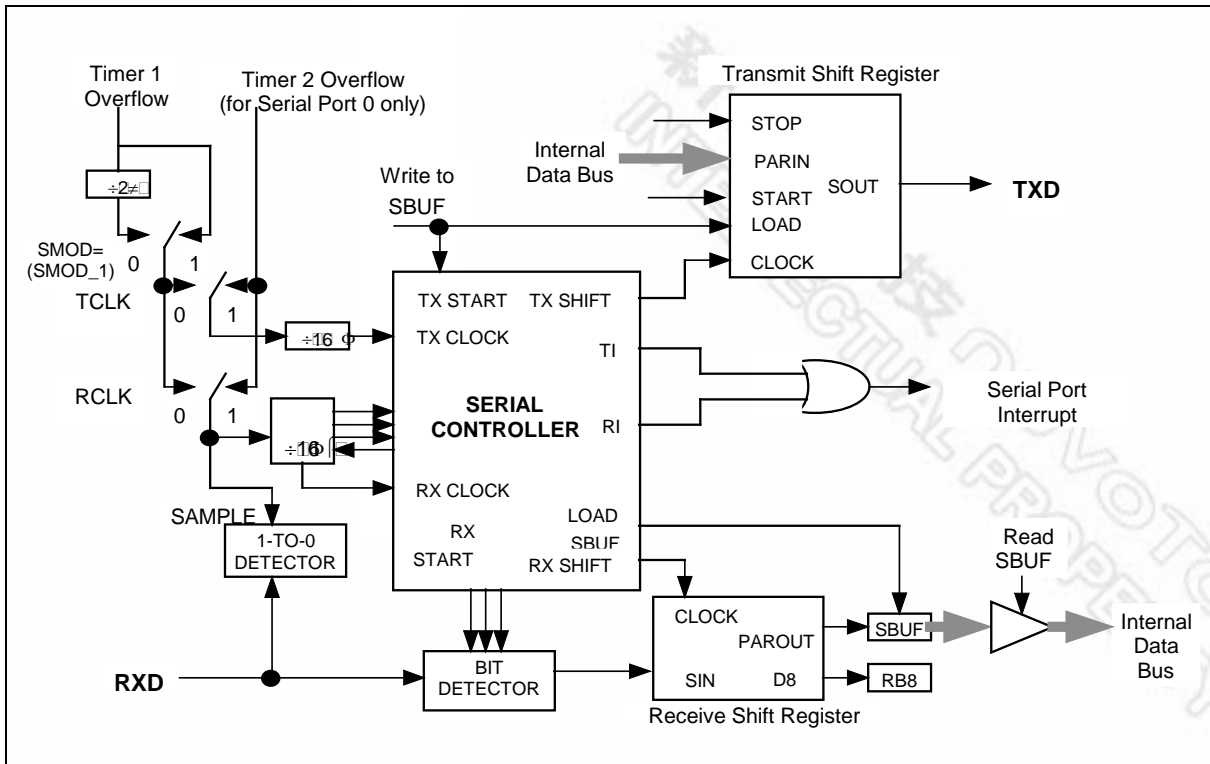 Timer 1
Overflow
Timer 2 Overflow
(for Serial Port 0 only)
Transmit Shift Register
STOP
Internal
Data Bus
PARIN
SOUT
TXD
START
LOAD
CLOCK
Write to
SBUF
÷2
SMOD=
(SMOD_1)
0
1
TCLK
0
1
÷16
RCLK
0
1
÷16
TX START
TX SHIFT
TX CLOCK
TI
SERIAL
CONTROLLER
RI
Serial Port
Interrupt
RX CLOCK
LOAD
SBUF
RX
START
RX SHIFT
SAMPLE
1-TO-0
DETECTOR
Read
SBUF
CLOCK
PAROUT
SBUF
Internal
Data
Bus
RXD
BIT
DETECTOR
SIN
D8
RB8
Receive Shift Register